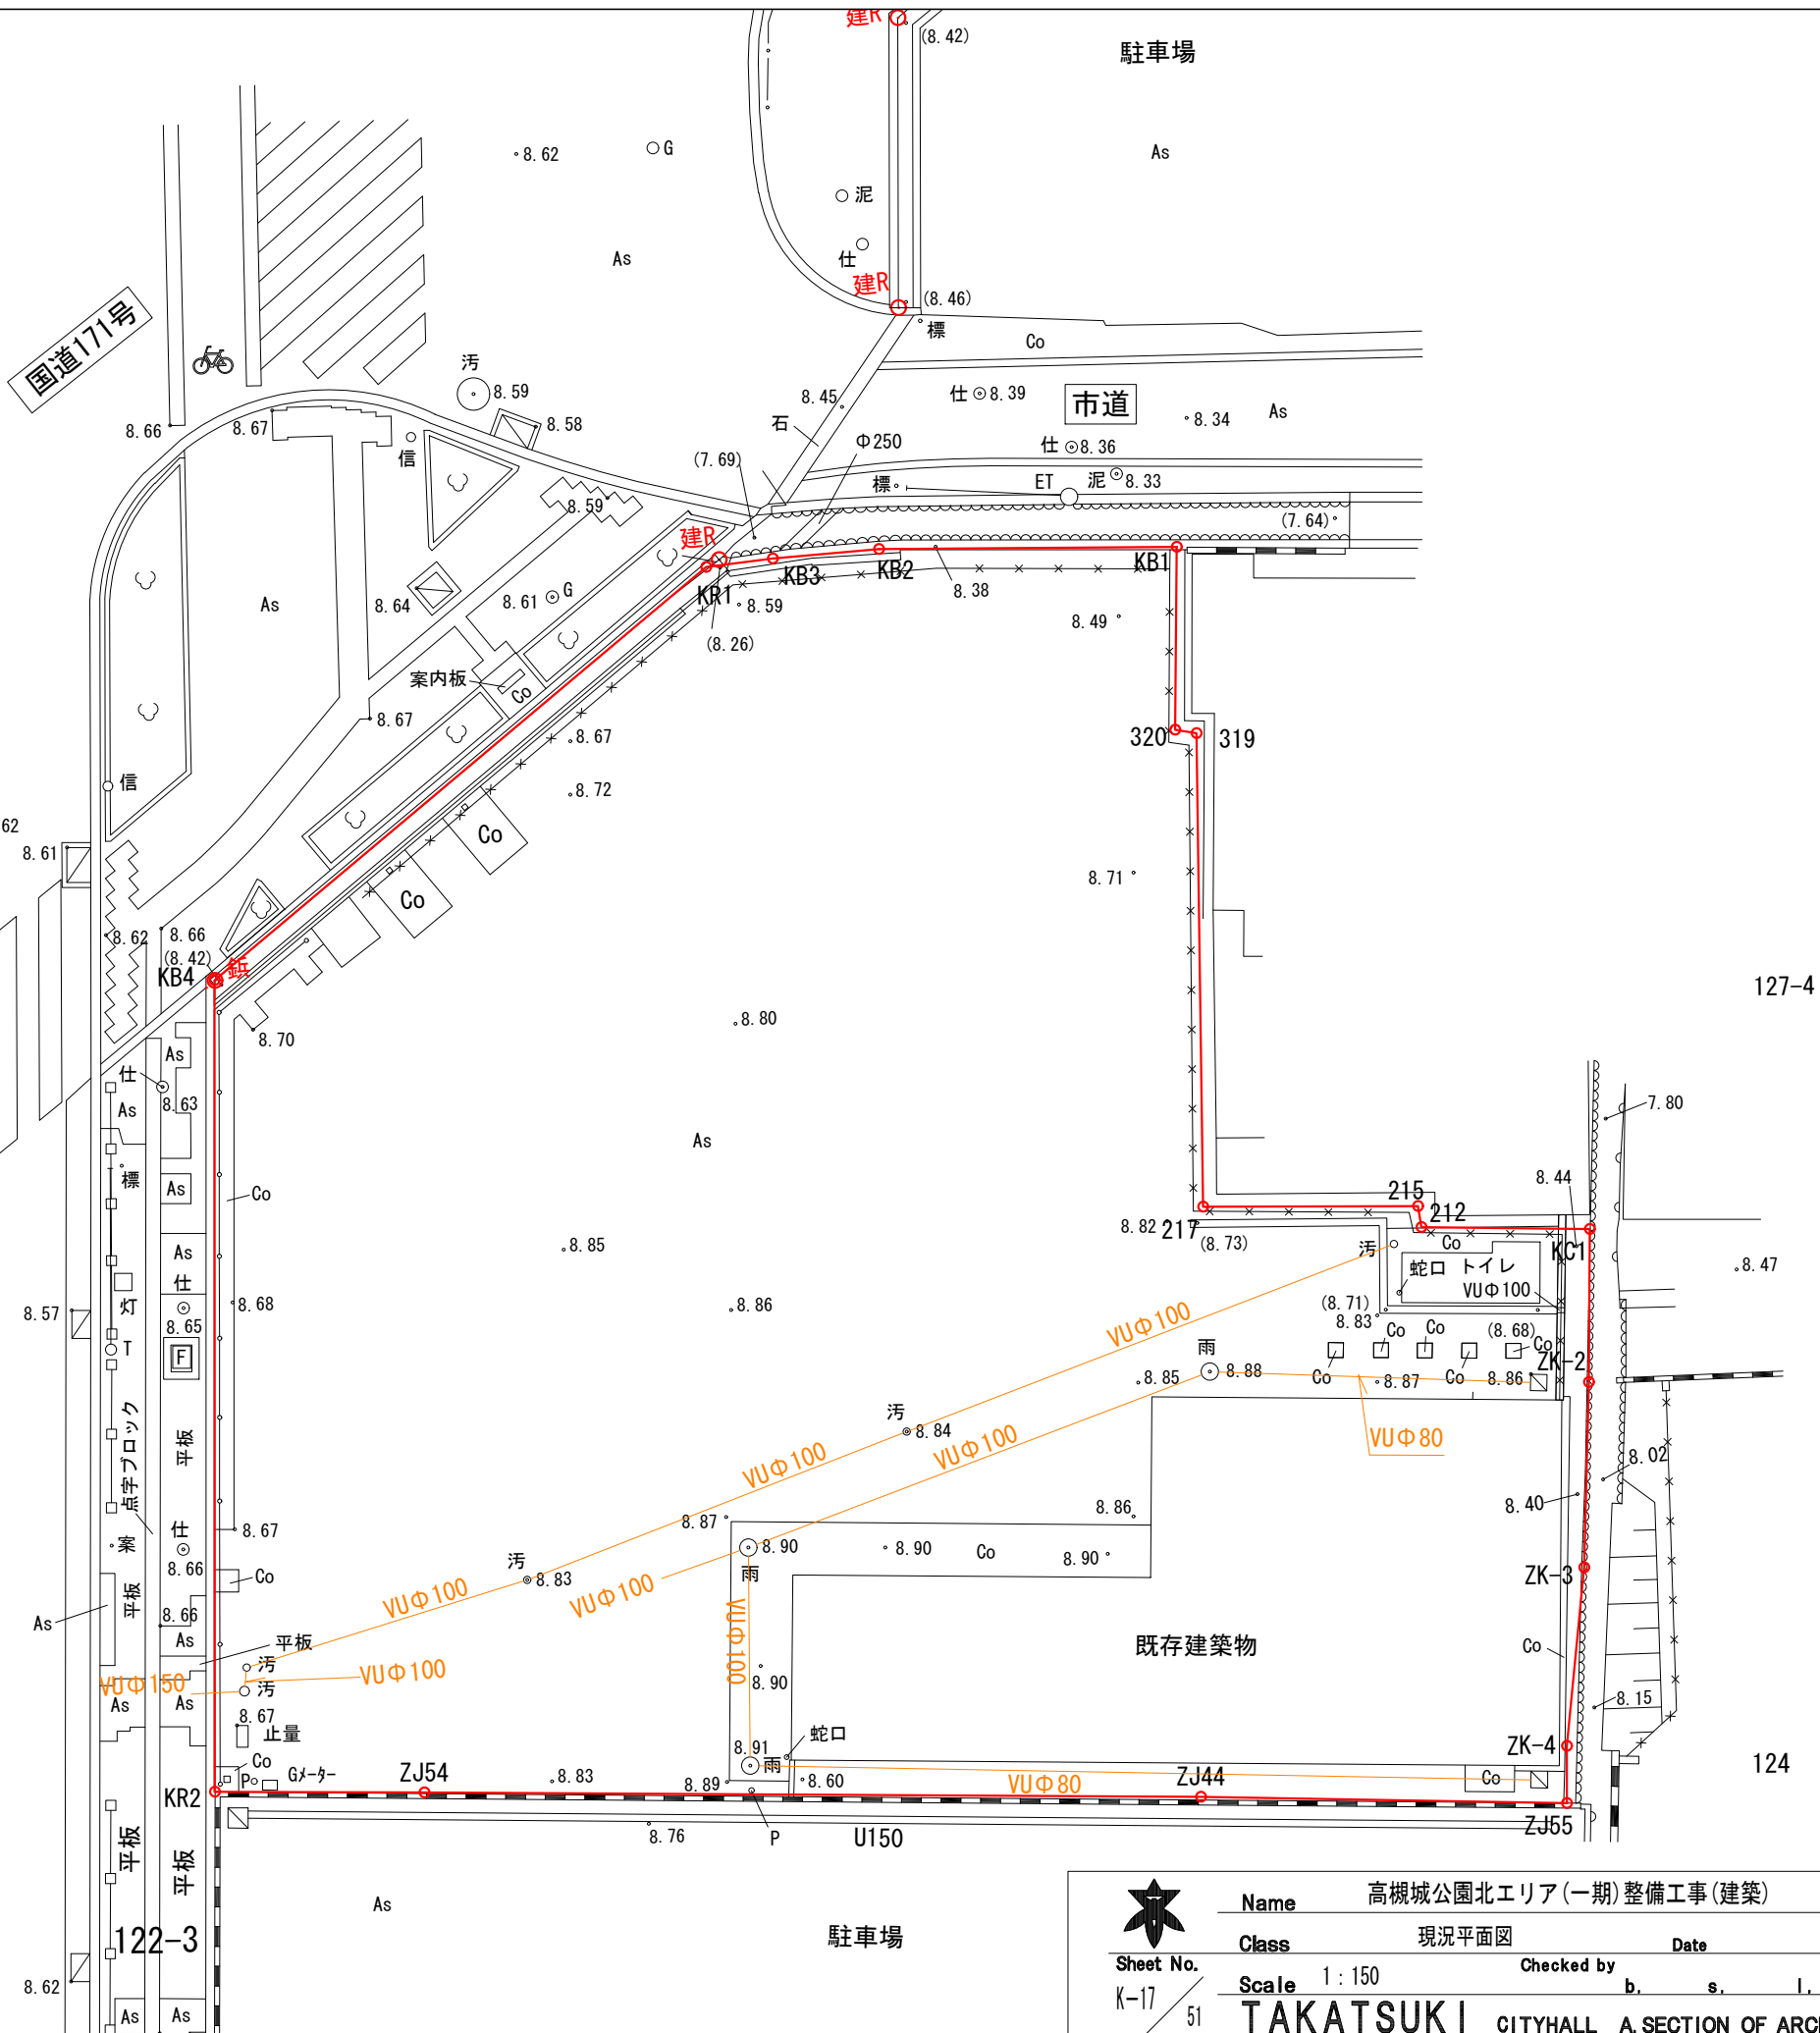 建R
(8.42)
駐車場
8.62
G
As
泥
仕
As
建R
(8.46)
標
Co
国道171号
汚
8.59
8.45
仕 8.39
市道
8.34
As
8.66
8.67
8.58
石
信
Φ250
仕 8.36
(7.69)
ET
泥 8.33
標
8.59
(7.64)
建R
KB3
KB2
KB1
As
8.64
8.61
G
KR1
8.59
8.38
8.49
(8.26)
案内板
Co
8.67
8.67
320
319
信
8.72
62
8.61
Co
8.71
Co
8.62
8.66
(8.42)
KB4
鋲
127-4
8.80
8.70
As
仕
As
8.63
7.80
As
標
As
Co
8.44
215
212
8.82
217
(8.73)
Co
KC1
汚
As
8.85
蛇口
トイレ
8.47
仕
VUΦ100
灯
8.68
8.86
(8.71)
VUΦ100
8.57
8.65
8.83
Co
Co
(8.68)
Co
T
F
雨
ZK-2
8.88
Co
Co
8.85
8.87
8.86
汚
8.84
VUΦ80
点字ブロック
平板
VUΦ100
VUΦ100
8.02
8.40
8.86
8.87
仕
8.67
案
8.90
8.90
Co
8.90
汚
8.66
8.83
雨
Co
ZK-3
VUΦ100
VUΦ100
平板
8.66
As
VUΦ100
As
平板
既存建築物
Co
汚
VUΦ100
VUΦ150
汚
8.90
As
As
8.15
8.67
止量
蛇口
8.91
雨
ZK-4
Co
P
Gメーター
ZJ54
8.83
8.89
8.60
VUΦ80
ZJ44
Co
124
KR2
ZJ55
8.76
P
U150
平板
平板
As
122-3
駐車場
8.62
As
As
Name 高槻城公園北エリア(一期)整備工事(建築)
Class 現況平面図 Date
Sheet No.
Checked by
K-17
51
Scale 1:150
b. s. l.
TAKATSUKI CITYHALL A.SECTION OF ARC